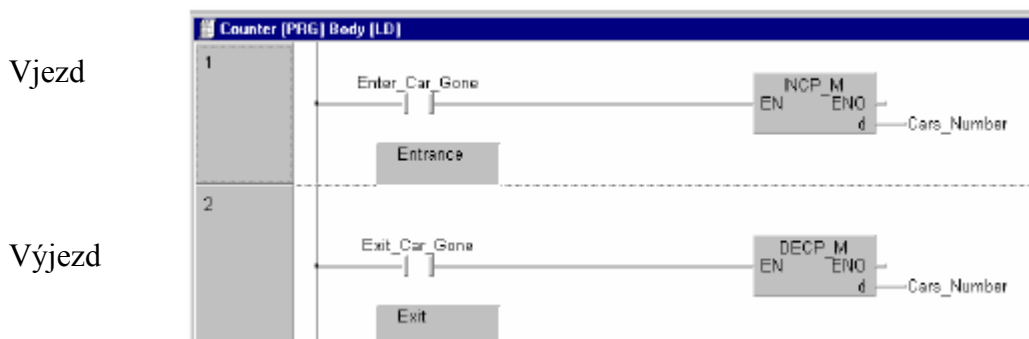 Counter [PRG] Body [LD]
Vjezd
1
Enter_Car_Gone
INCP_M
EN ENO
d Cars_Number
Entrance
2
Výjezd
Exit_Car_Gone
DECP_M
EN ENO
d Cars_Number
Exit